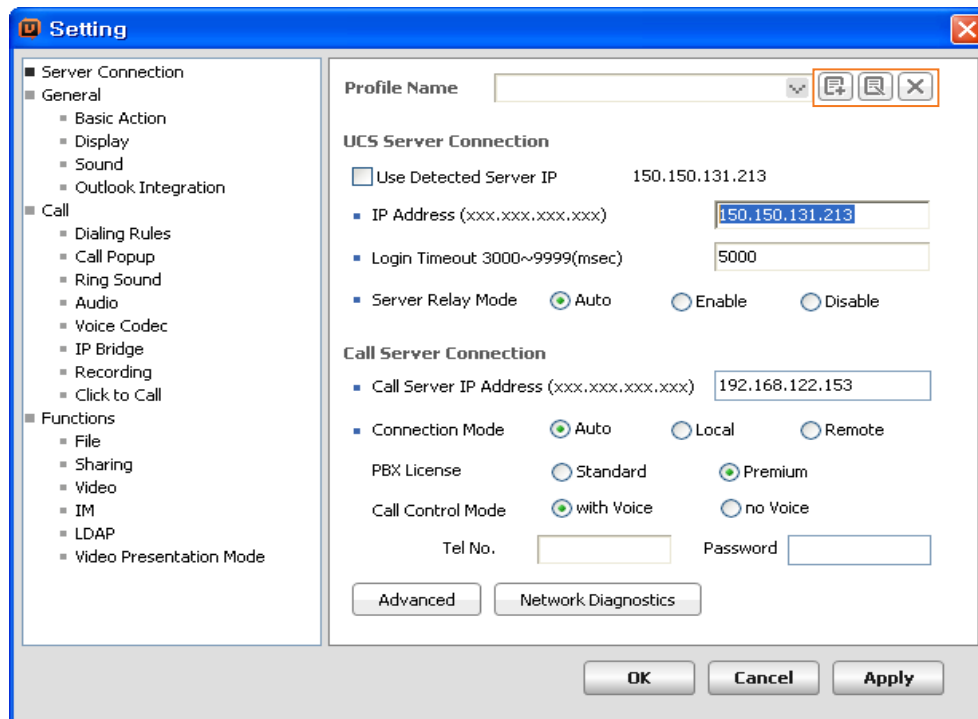 Setting
Server Connection
General
Basic Action
Display
Sound
Outlook Integration
Call
Dialing Rules
Call Popup
Ring Sound
Audio
Voice Codec
IP Bridge
Recording
Click to Call
Functions
File
Sharing
Video
IM
LDAP
Video Presentation Mode
Profile Name
UCS Server Connection
Use Detected Server IP 150.150.131.213
IP Address (xxx.xxx.xxx.xxx) 150.150.131.213
Login Timeout 3000~9999(msec) 5000
Server Relay Mode Auto Enable Disable
Call Server Connection
Call Server IP Address (xxx.xxx.xxx.xxx) 192.168.122.153
Connection Mode Auto Local Remote
PBX License Standard Premium
Call Control Mode with Voice no Voice
Tel No. Password
Advanced Network Diagnostics
OK Cancel Apply